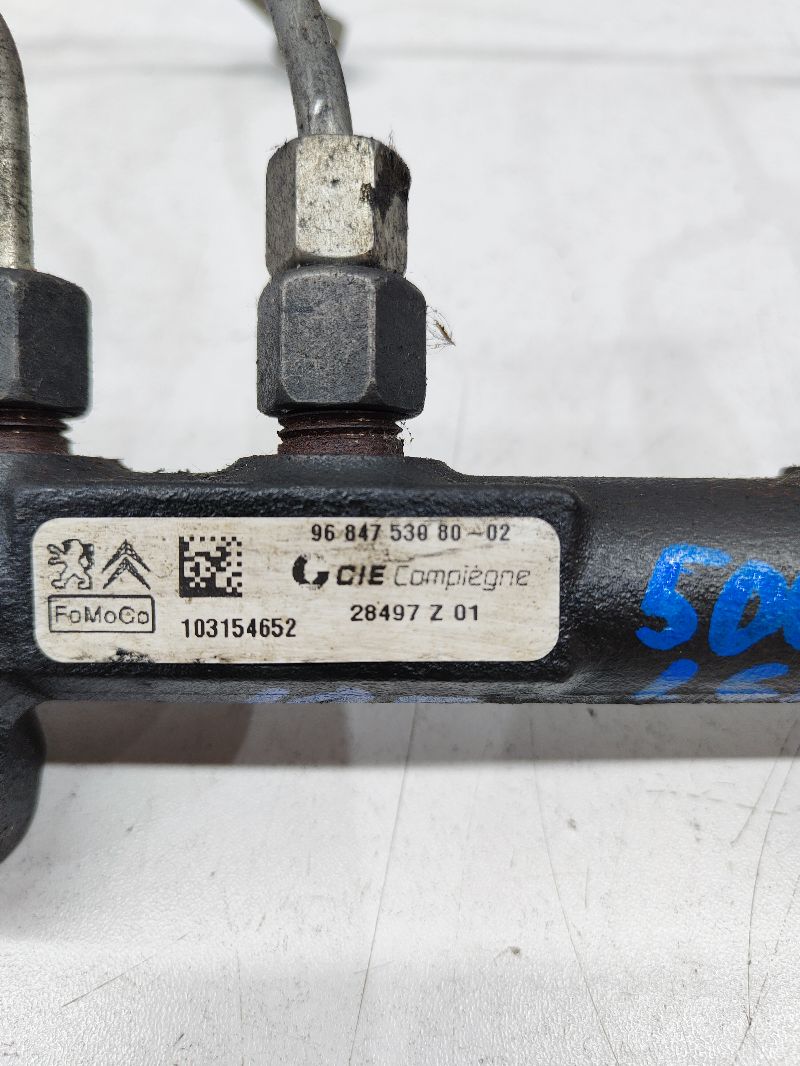 96 847 530 80-02
CIE Compiègne
FoMoCo
103154652
28497 Z 01